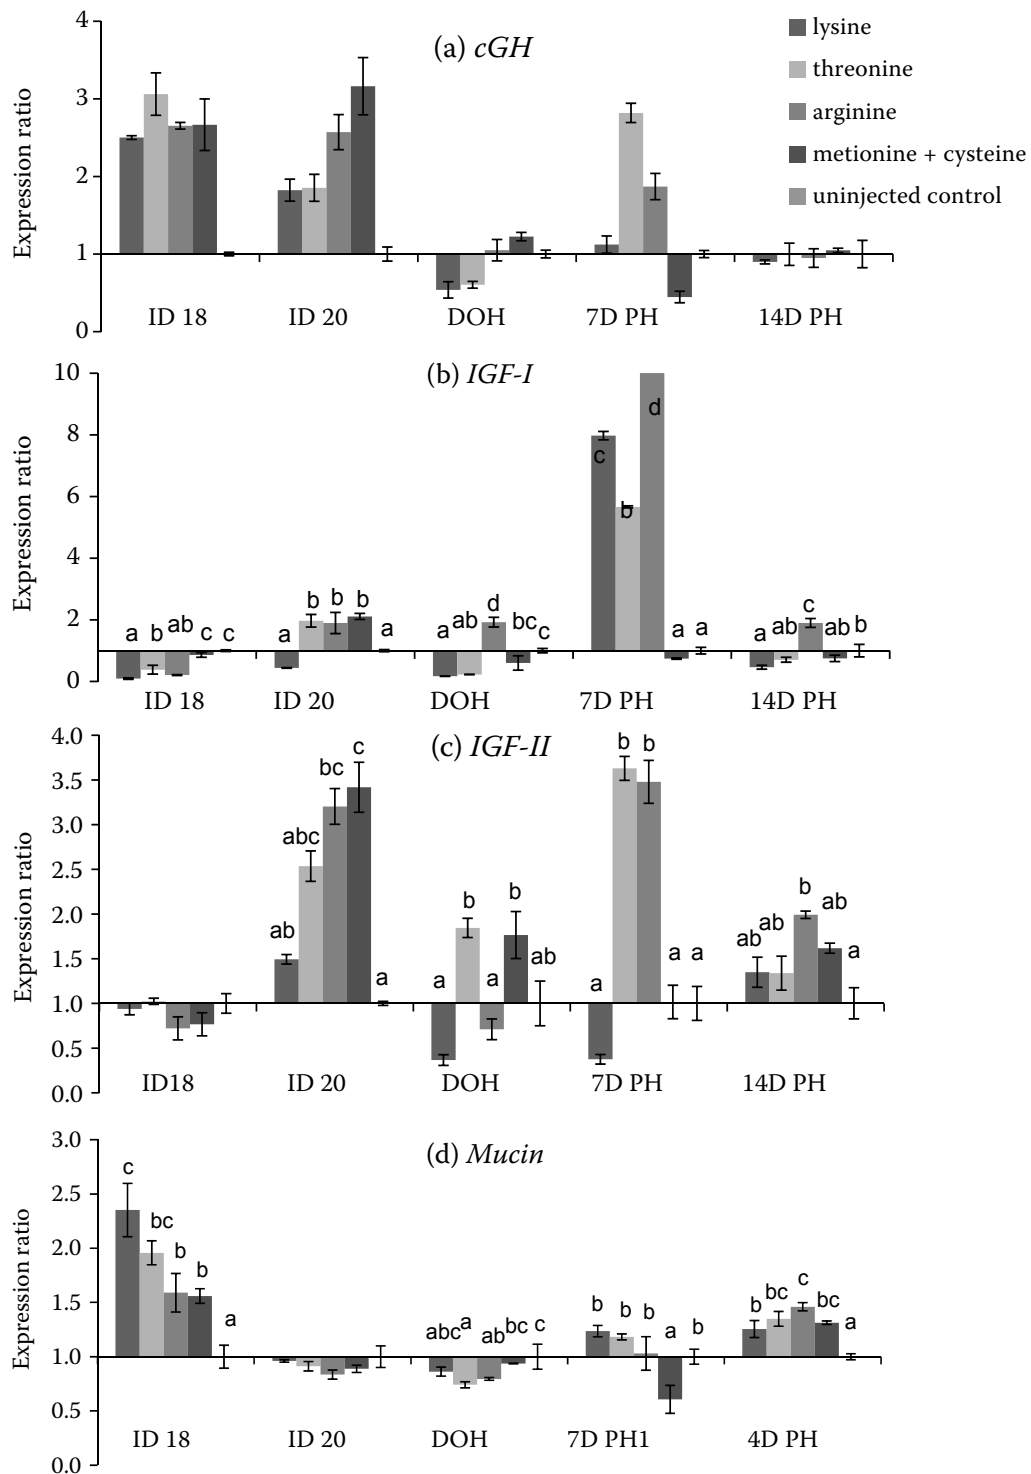 (a) cGH
lysine
threonine
arginine
metionine + cysteine
uninjected control
Expression ratio
4
3
2
1
0
ID 18 ID 20 DOH 7D PH 14D PH
(b) IGF-I
Expression ratio
10
8
6
4
2
0
a b ab c c
a b b b a
a ab d bc c
c b d a a
a ab c ab b
ID 18 ID 20 DOH 7D PH 14D PH
(c) IGF-II
Expression ratio
4.0
3.5
3.0
2.5
2.0
1.5
1.0
0.5
0.0
ab abc bc c a
a b a b ab
a b b a a
ab ab b ab a
ID18 ID 20 DOH 7D PH 14D PH
(d) Mucin
Expression ratio
3.0
2.5
2.0
1.5
1.0
0.5
0.0
c bc b b a
abc a ab bc c
b b b a b
b bc c bc a
ID 18 ID 20 DOH 7D PH1 4D PH